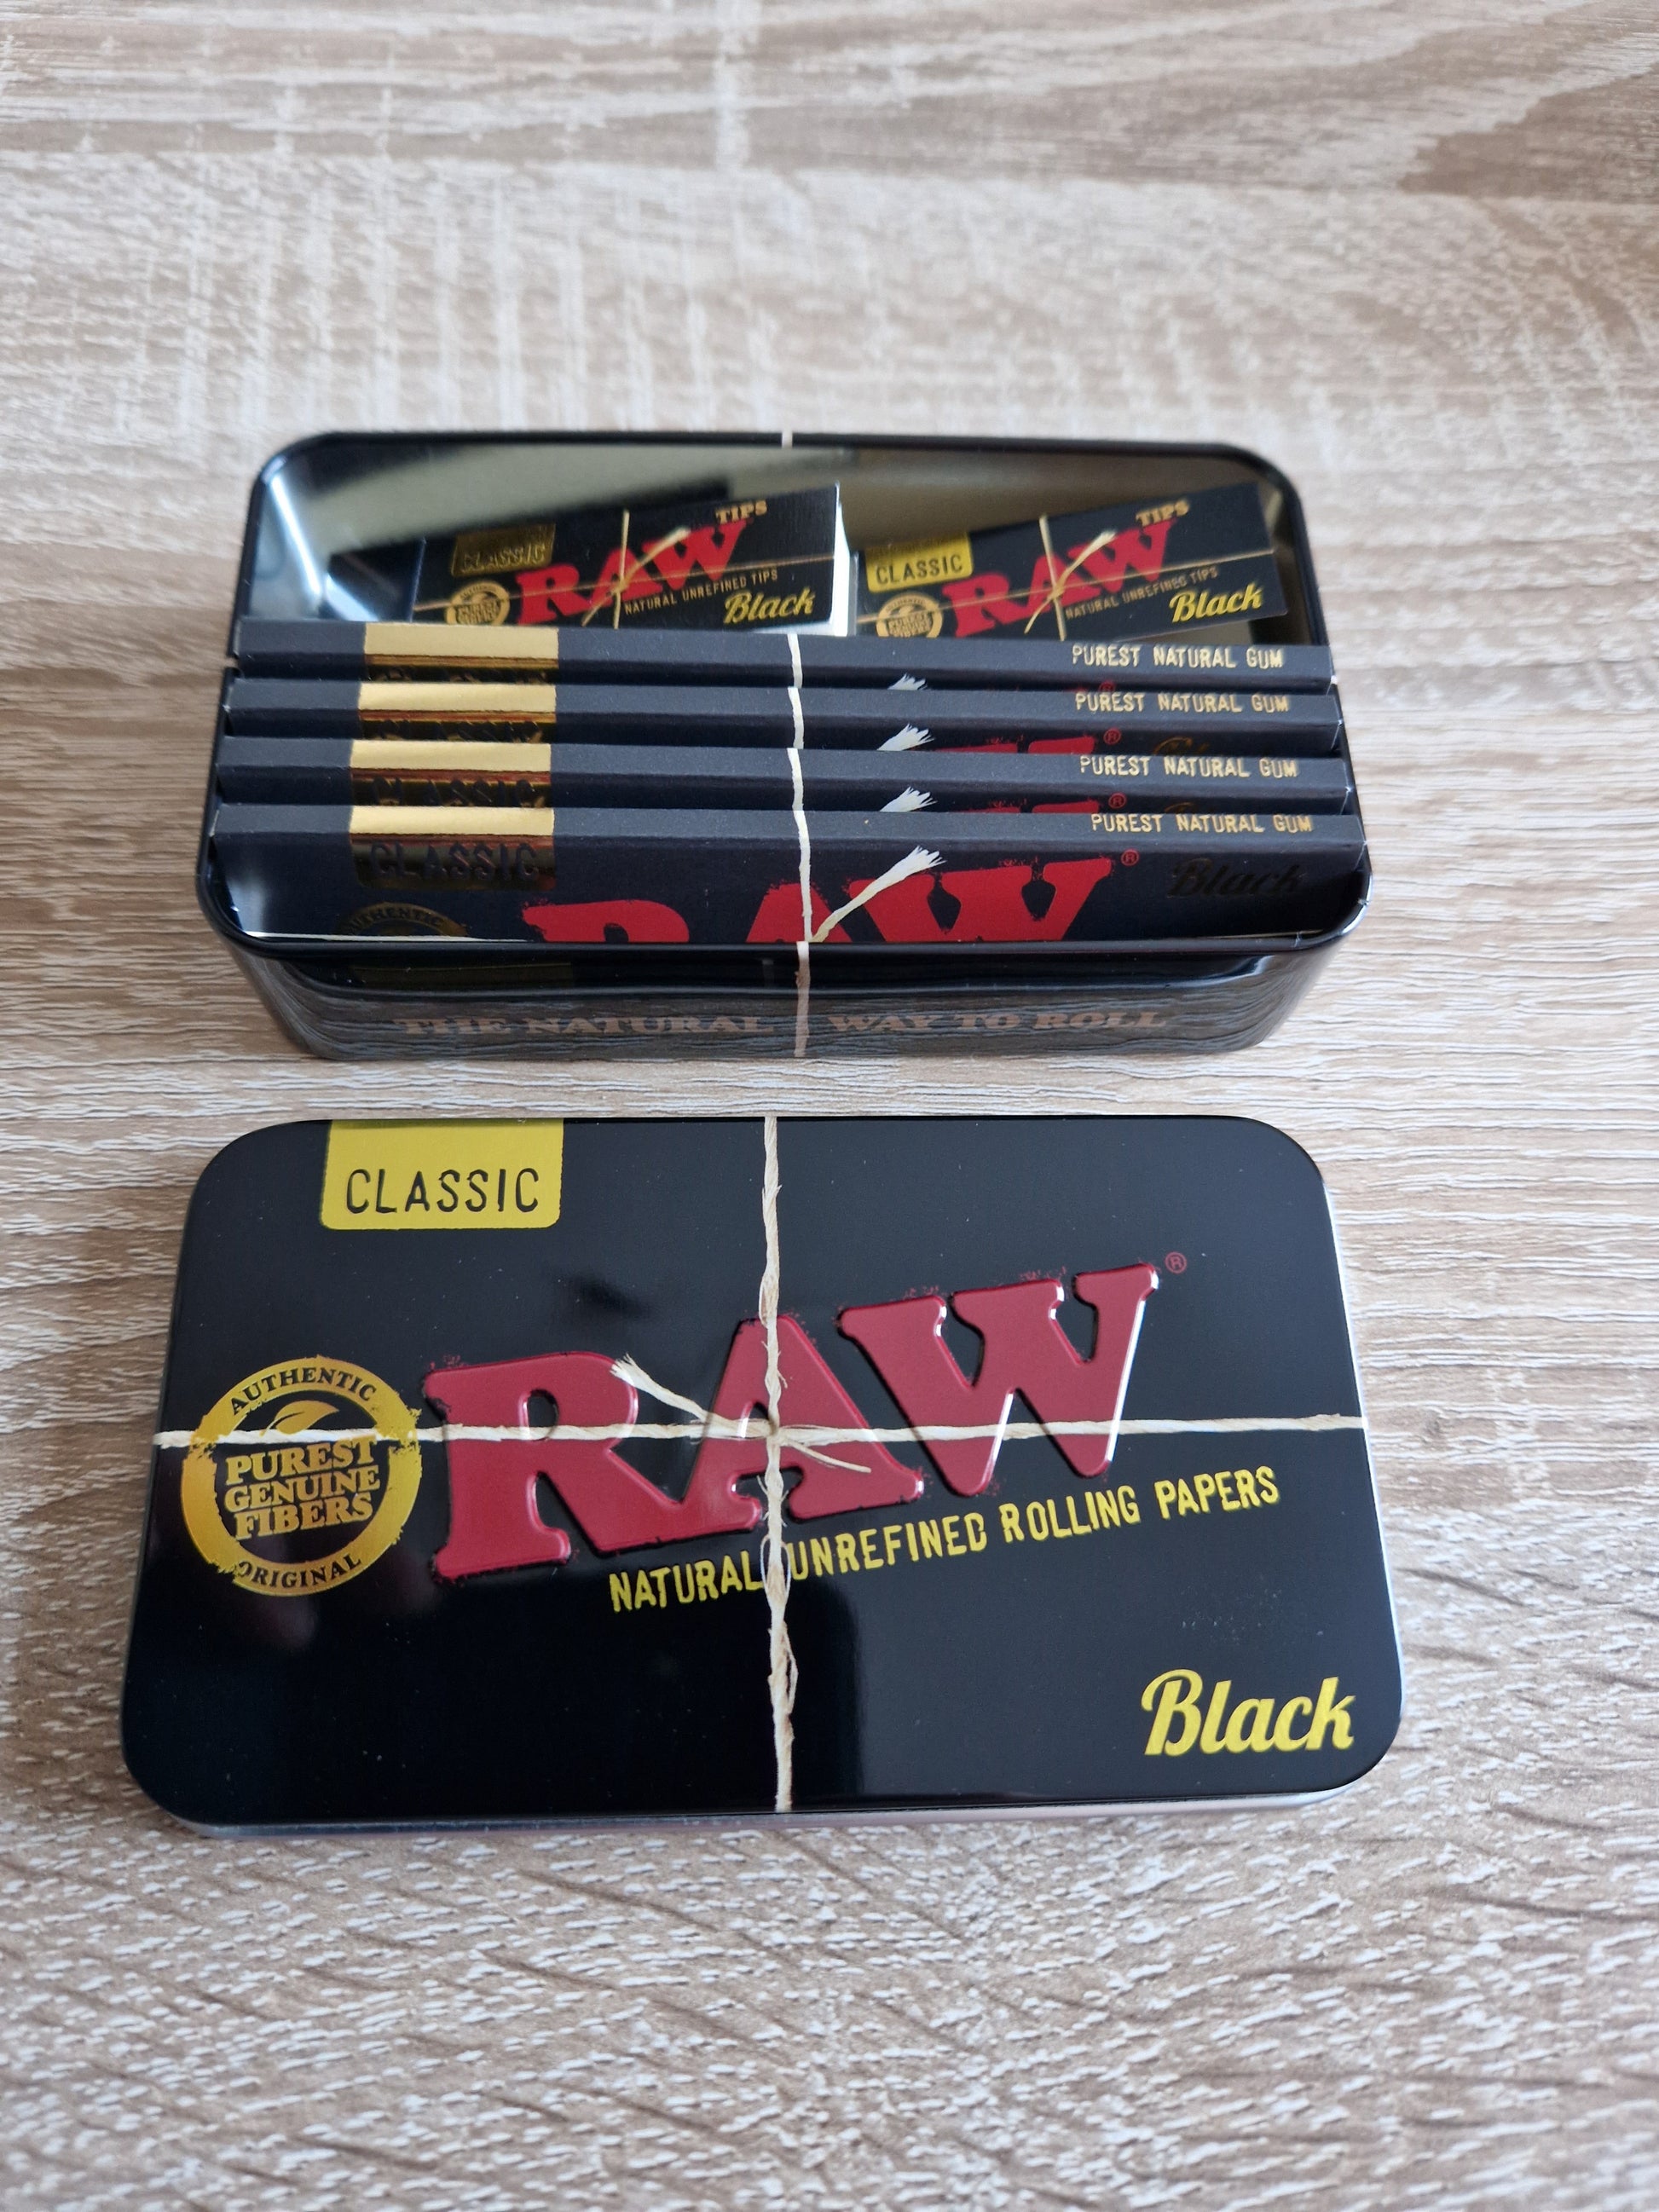 TIPS
CLASSIC
RAW
NATURAL UNREFINED TIPS
Black
TIPS
CLASSIC
RAW
NATURAL UNREFINED TIPS
Black
PUREST NATURAL GUM
PUREST NATURAL GUM
®
PUREST NATURAL GUM
®
PUREST NATURAL GUM
CLASSIC
RAW®
Black
AUTHENTIC
THE NATURAL WAY TO ROLL
CLASSIC
RAW®
AUTHENTIC
PUREST
GENUINE
FIBERS
ORIGINAL
NATURAL UNREFINED ROLLING PAPERS
Black